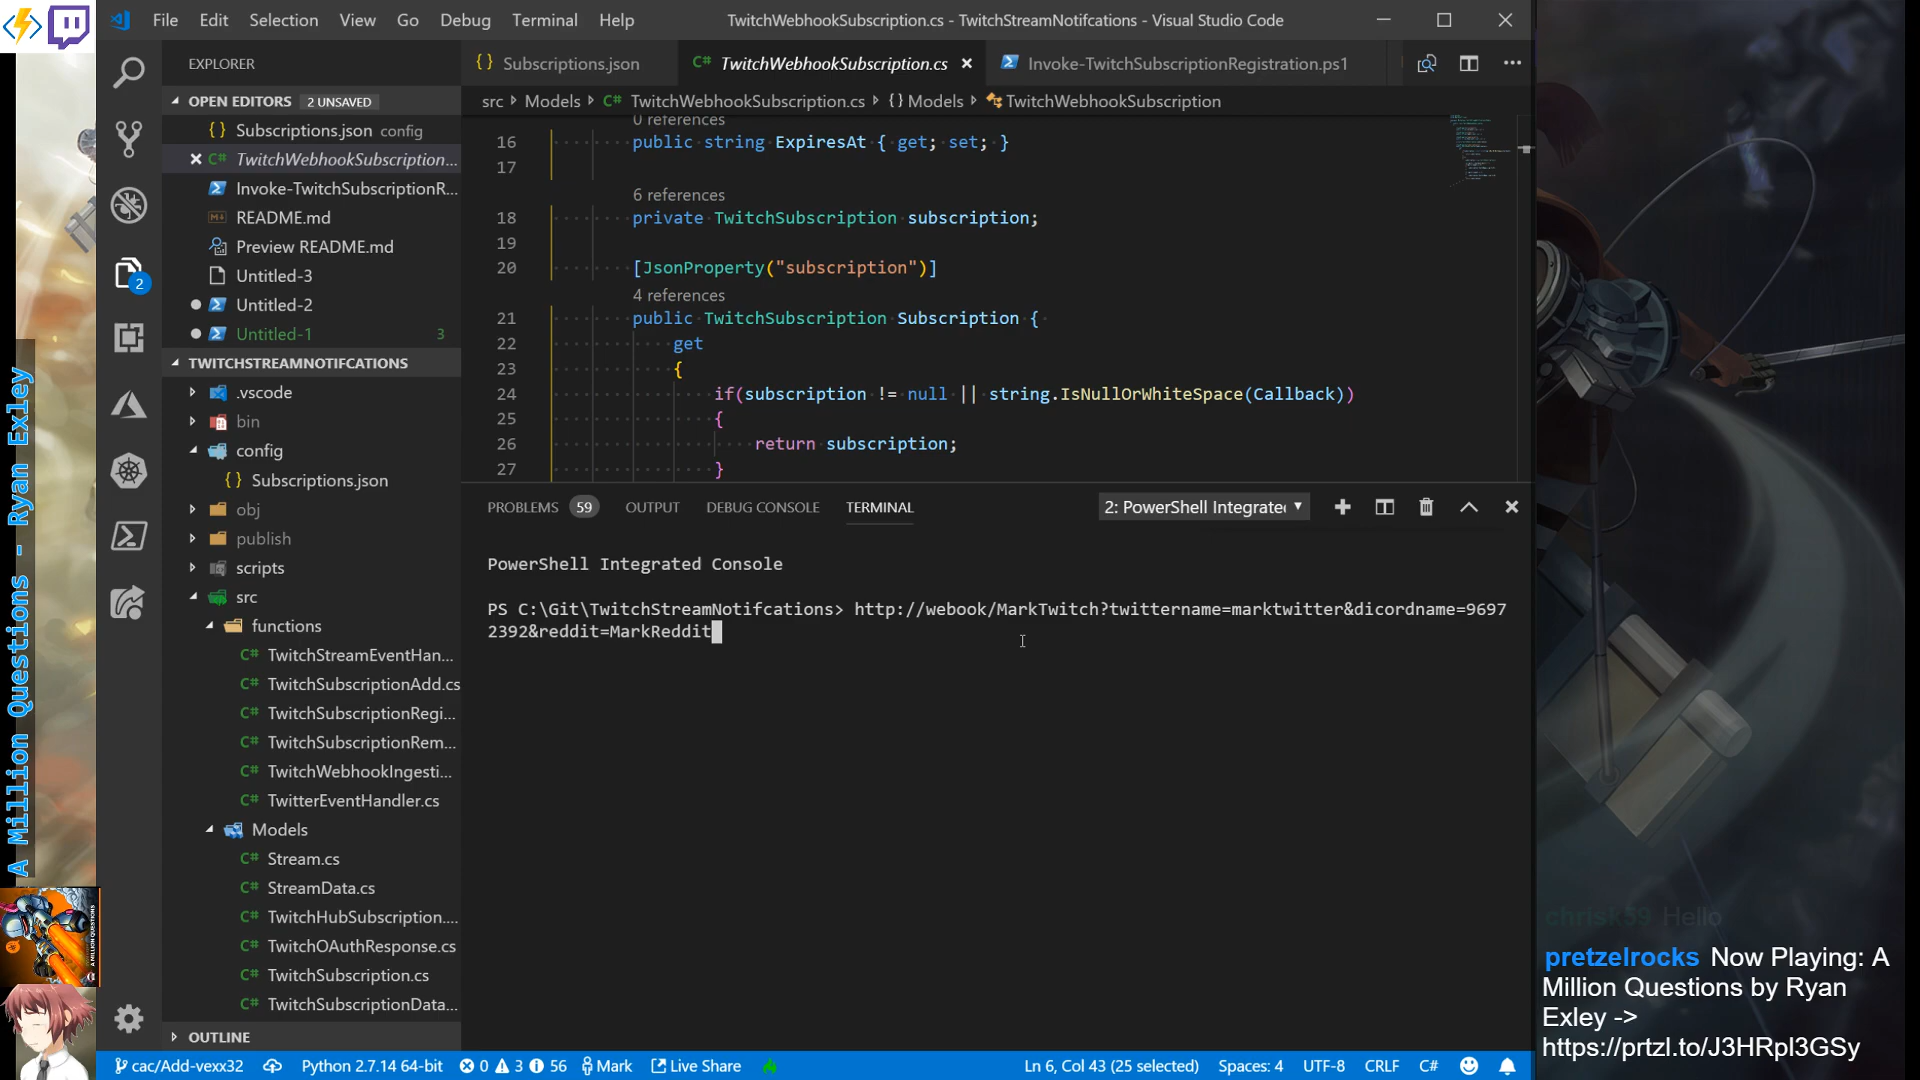 File Edit Selection View Go Debug Terminal Help
TwitchWebhookSubscription.cs - TwitchStreamNotifcations - Visual Studio Code
EXPLORER
OPEN EDITORS 2 UNSAVED
{} Subscriptions.json config
C# TwitchWebhookSubscription...
Invoke-TwitchSubscriptionR...
README.md
Preview README.md
Untitled-3
Untitled-2
Untitled-1 3
TWITCHSTREAMNOTIFCATIONS
.vscode
bin
config
{} Subscriptions.json
obj
publish
scripts
src
functions
C# TwitchStreamEventHan...
C# TwitchSubscriptionAdd.cs
C# TwitchSubscriptionRegi...
C# TwitchSubscriptionRem...
C# TwitchWebhookIngesti...
C# TwitterEventHandler.cs
Models
C# Stream.cs
C# StreamData.cs
C# TwitchHubSubscription....
C# TwitchOAuthResponse.cs
C# TwitchSubscription.cs
C# TwitchSubscriptionData...
OUTLINE
2
{} Subscriptions.json
C# TwitchWebhookSubscription.cs
Invoke-TwitchSubscriptionRegistration.ps1
src Models C# TwitchWebhookSubscription.cs {} Models TwitchWebhookSubscription
0 references
16 public string ExpiresAt { get; set; }
17
6 references
18 private TwitchSubscription subscription;
19
20 [JsonProperty("subscription")]
4 references
21 public TwitchSubscription Subscription {
22 get
23 {
24 if(subscription != null || string.IsNullOrWhiteSpace(Callback))
25 {
26 return subscription;
27 }
PROBLEMS 59 OUTPUT DEBUG CONSOLE TERMINAL
2: PowerShell Integrate
PowerShell Integrated Console
PS C:\Git\TwitchStreamNotifcations> http://webook/MarkTwitch?twittername=marktwitter&dicordname=9697
2392&reddit=MarkReddit
cac/Add-vexx32 Python 2.7.14 64-bit 0 3 56 Mark Live Share
Ln 6, Col 43 (25 selected) Spaces: 4 UTF-8 CRLF C#
A Million Questions - Ryan Exley
A MILLION QUESTIONS
chrisk59 Hello
pretzelrocks Now Playing: A
Million Questions by Ryan
Exley ->
https://prtzl.to/J3HRpl3GSy